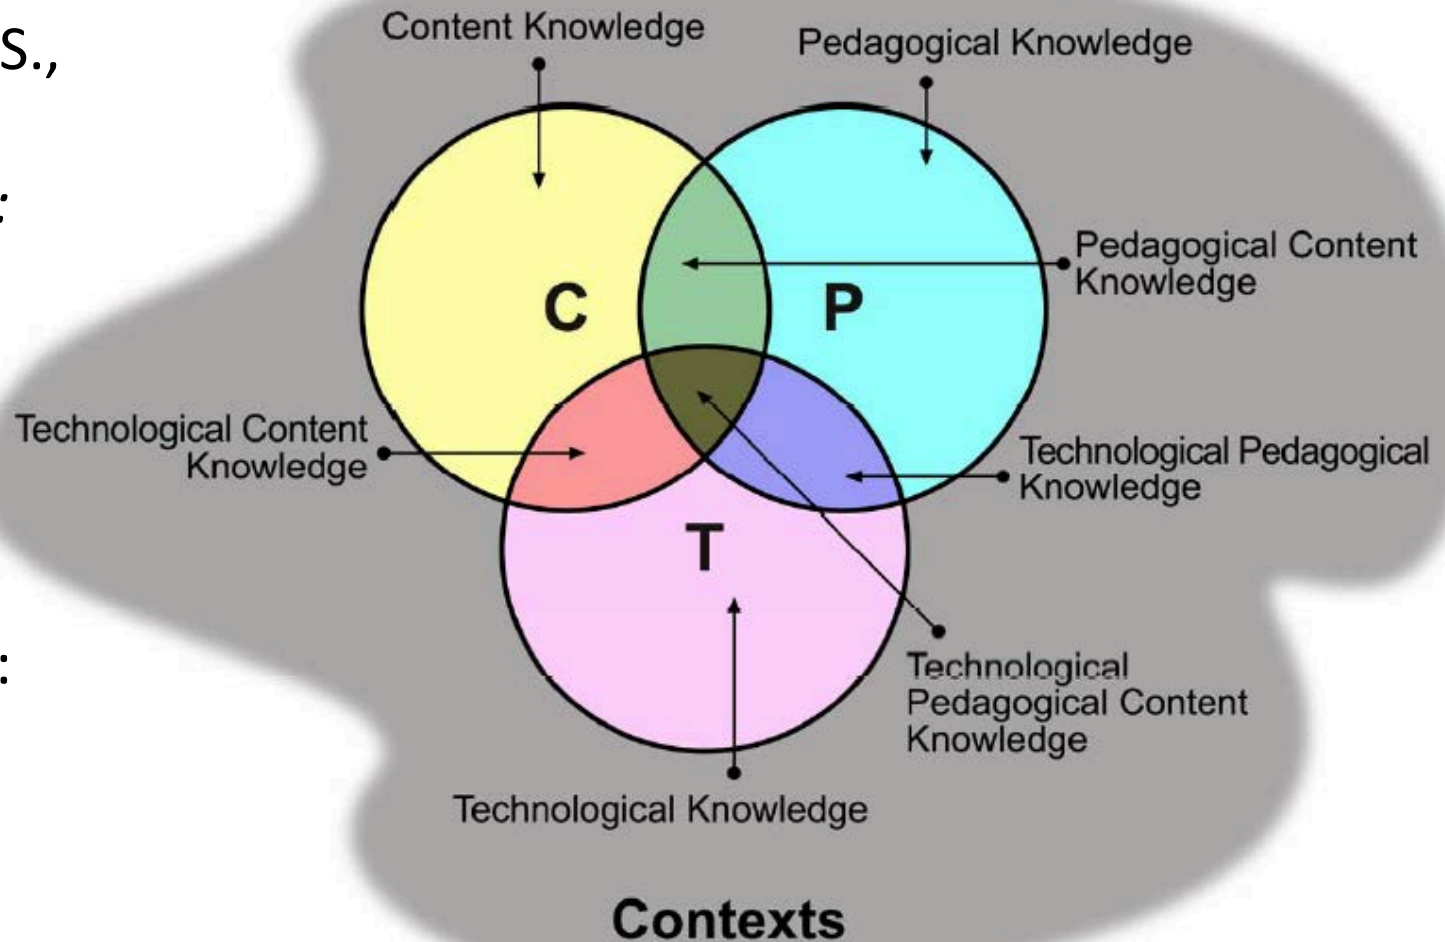 S.,
;
:
Content Knowledge
Pedagogical Knowledge
Pedagogical Content
Knowledge
C
P
Technological Content
Knowledge
Technological Pedagogical
Knowledge
T
Technological
Pedagogical Content
Knowledge
Technological Knowledge
Contexts